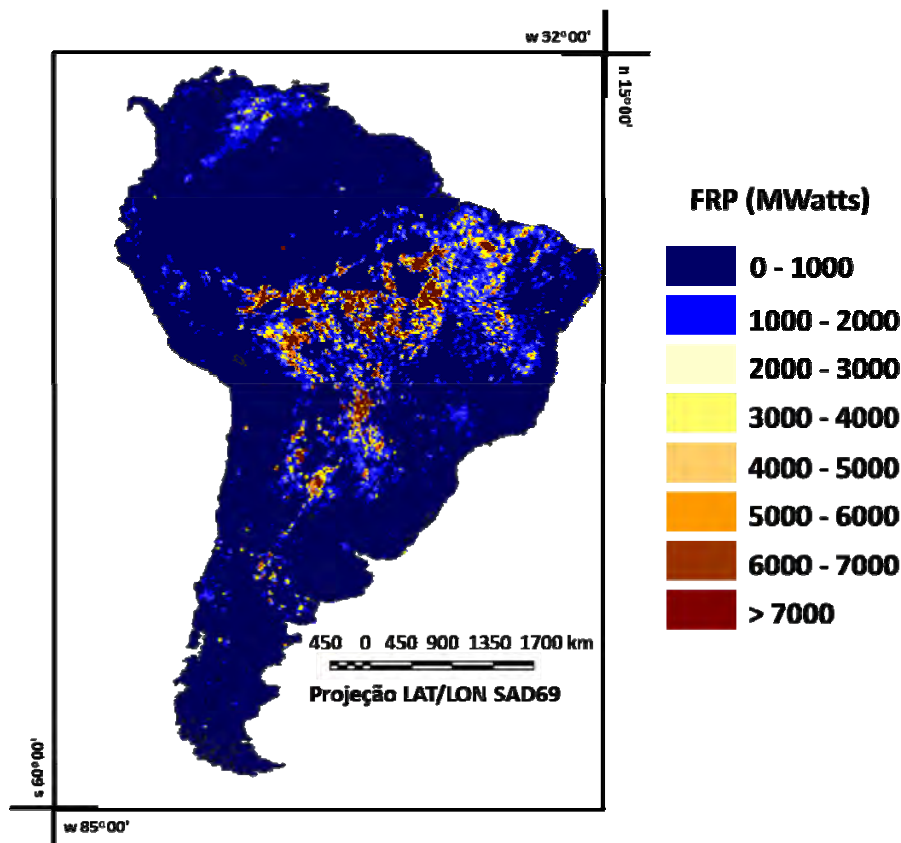 w 32º00'
n 15º00'
FRP (MWatts)
0 - 1000
1000 - 2000
2000 - 3000
3000 - 4000
4000 - 5000
5000 - 6000
6000 - 7000
> 7000
450 0 450 900 1350 1700 km
Projeção LAT/LON SAD69
s 60º00'
w 85º00'